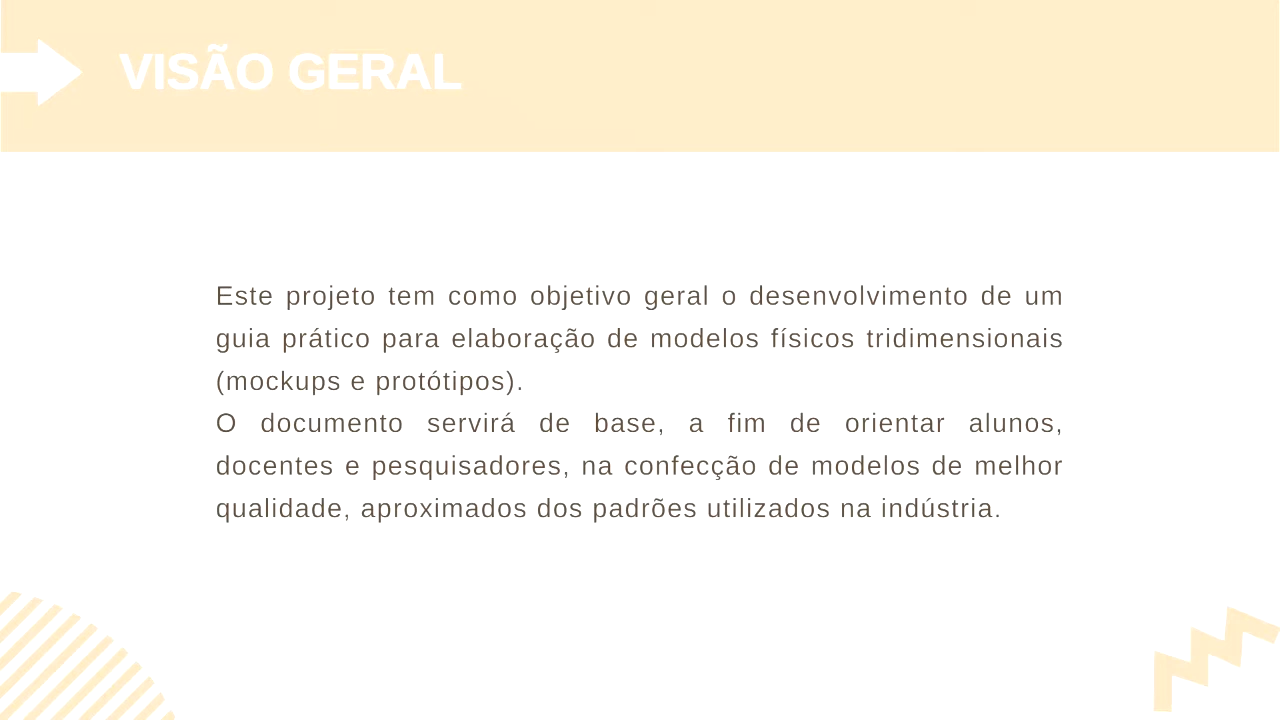 VISÃO GERAL
Este projeto tem como objetivo geral o desenvolvimento de um
guia prático para elaboração de modelos físicos tridimensionais
(mockups e protótipos).
O documento servirá de base, a fim de orientar alunos,
docentes e pesquisadores, na confecção de modelos de melhor
qualidade, aproximados dos padrões utilizados na indústria.